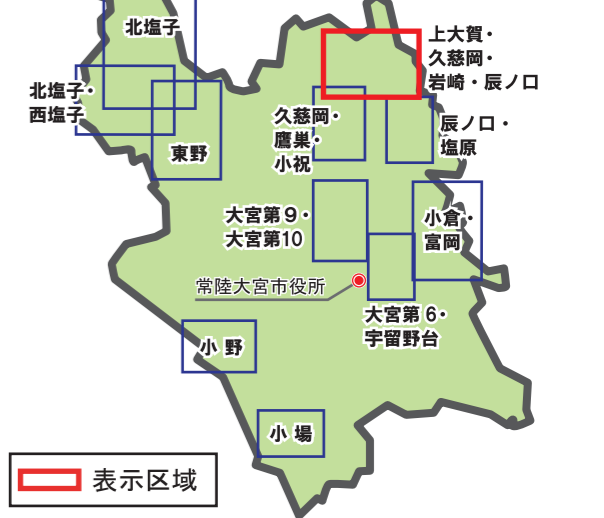 北塩子
上大賀・
久慈岡・
岩崎・辰ノ口
北塩子・
西塩子
久慈岡・
鷹巣・
小祝
辰ノ口・
塩原
東野
大宮第９・
大宮第10
小倉・
富岡
常陸大宮市役所
大宮第６・
宇留野台
小 野
小 場
表示区域